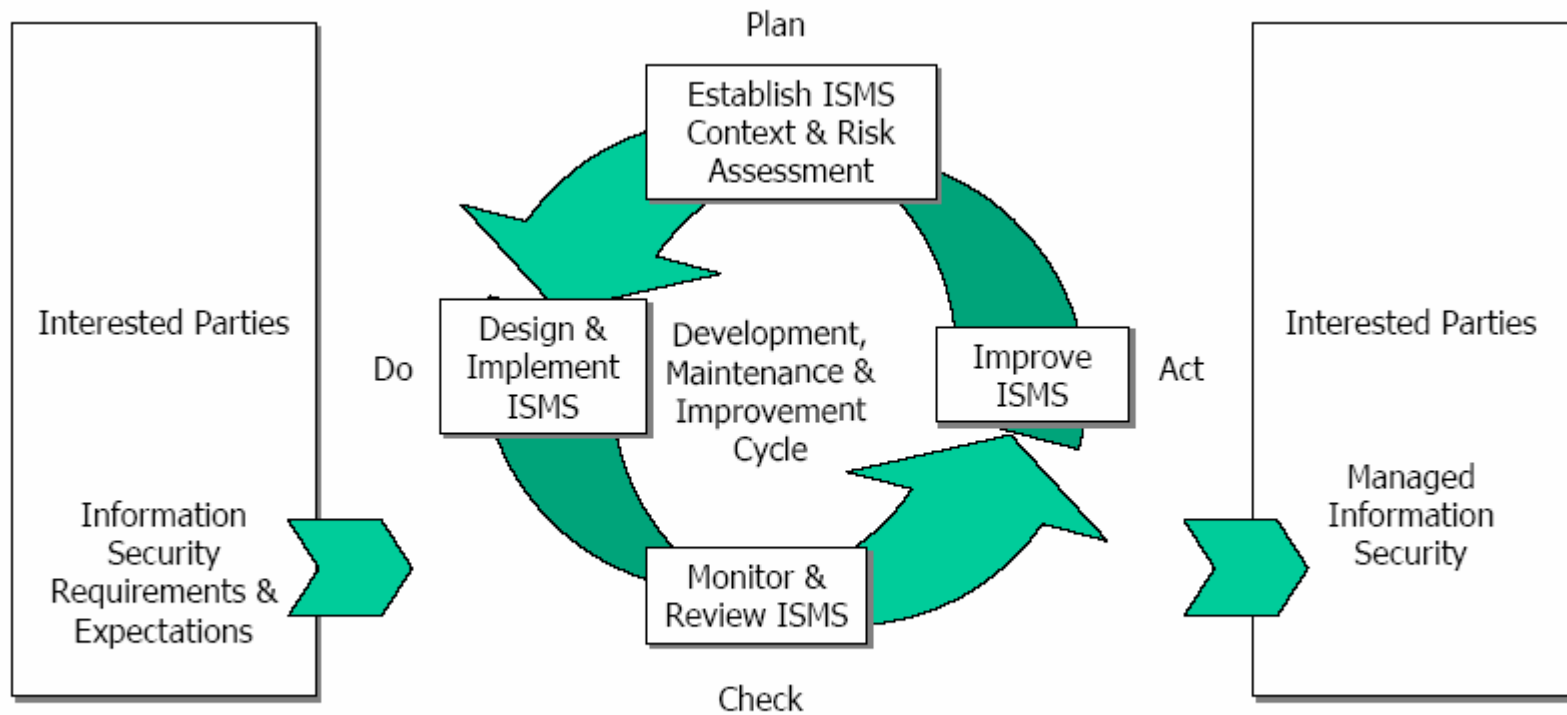 Plan
Establish ISMS
Context & Risk
Assessment
Interested Parties
Do
Design &
Implement
ISMS
Development,
Maintenance &
Improvement
Cycle
Improve
ISMS
Act
Interested Parties
Information
Security
Requirements &
Expectations
Monitor &
Review ISMS
Managed
Information
Security
Check